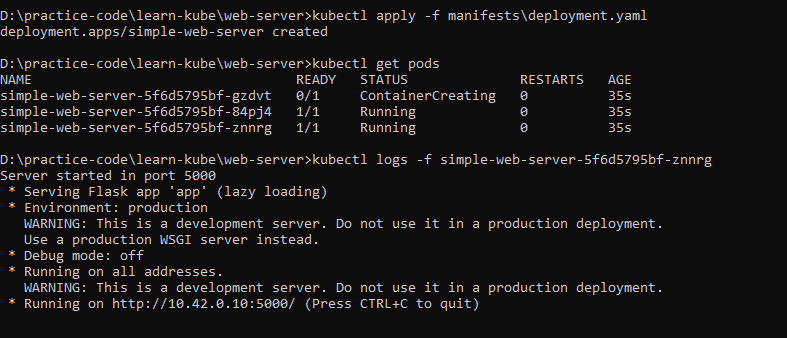 D:\practice-code\learn-kube\web-server>kubectl apply -f manifests\deployment.yaml
deployment.apps/simple-web-server created
D:\practice-code\learn-kube\web-server>kubectl get pods
NAME                                 READY   STATUS              RESTARTS   AGE
simple-web-server-5f6d5795bf-gzdvt   0/1     ContainerCreating   0          35s
simple-web-server-5f6d5795bf-84pj4   1/1     Running             0          35s
simple-web-server-5f6d5795bf-znnrg   1/1     Running             0          35s
D:\practice-code\learn-kube\web-server>kubectl logs -f simple-web-server-5f6d5795bf-znnrg
Server started in port 5000
 * Serving Flask app 'app' (lazy loading)
 * Environment: production
   WARNING: This is a development server. Do not use it in a production deployment.
   Use a production WSGI server instead.
 * Debug mode: off
 * Running on all addresses.
   WARNING: This is a development server. Do not use it in a production deployment.
 * Running on http://10.42.0.10:5000/ (Press CTRL+C to quit)